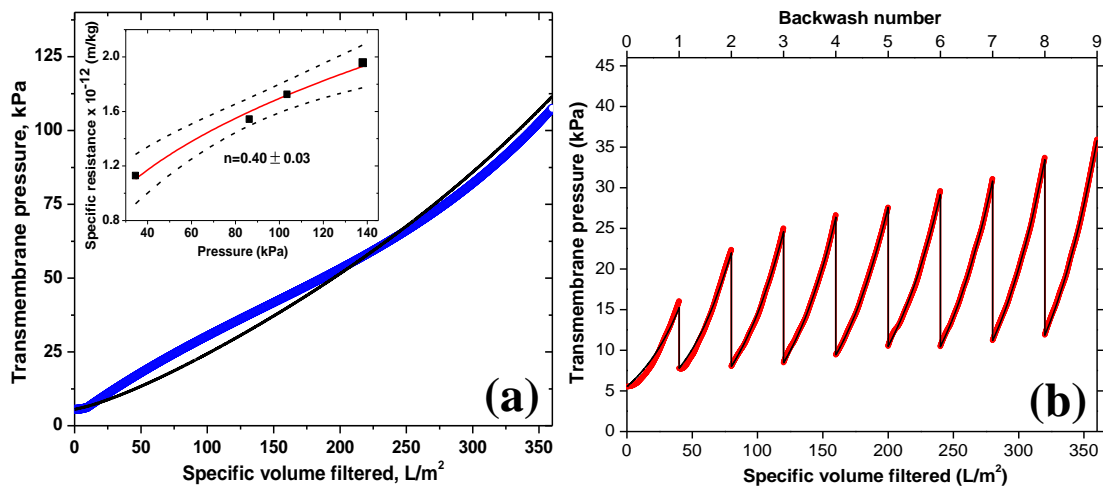 (a)
Transmembrane pressure, kPa
125
100
75
50
25
0
0 50 100 150 200 250 300 350
Specific volume filtered, L/m²
Specific resistance x 10⁻¹² (m/kg)
2.0
1.6
1.2
0.8
n=0.40 ± 0.03
40 60 80 100 120 140
Pressure (kPa)
Backwash number
0 1 2 3 4 5 6 7 8 9
Transmembrane pressure (kPa)
45
40
35
30
25
20
15
10
5
0
(b)
0 50 100 150 200 250 300 350
Specific volume filtered (L/m²)